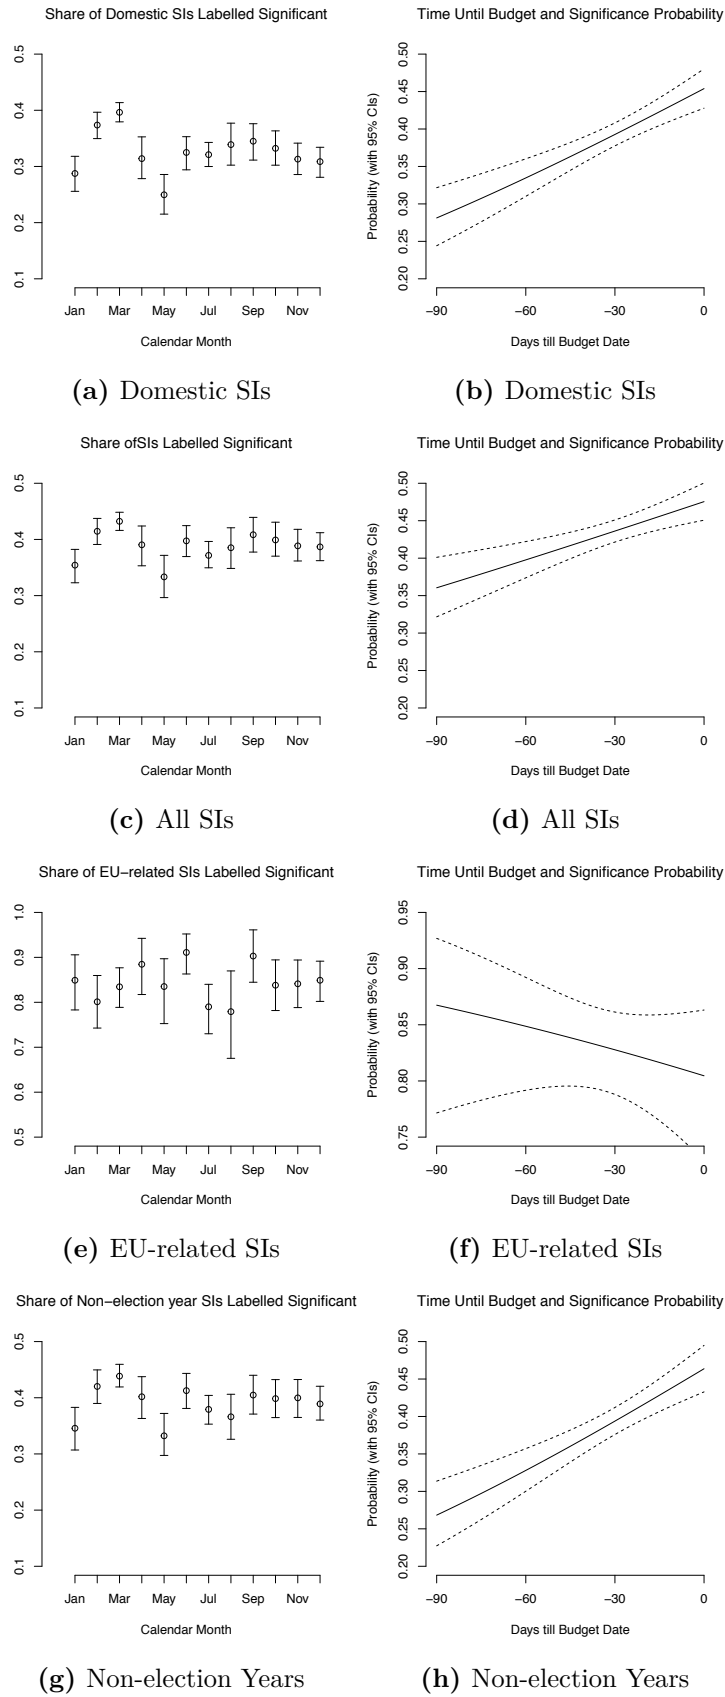 Share of Domestic SIs Labelled Significant
0.5
0.4
0.3
0.2
0.1
Jan Mar May Jul Sep Nov
Calendar Month
(a) Domestic SIs
Time Until Budget and Significance Probability
Probability (with 95% CIs)
0.50
0.45
0.40
0.35
0.30
0.25
0.20
−90 −60 −30 0
Days till Budget Date
(b) Domestic SIs
Share ofSIs Labelled Significant
0.5
0.4
0.3
0.2
0.1
Jan Mar May Jul Sep Nov
Calendar Month
(c) All SIs
Time Until Budget and Significance Probability
Probability (with 95% CIs)
0.50
0.45
0.40
0.35
0.30
0.25
0.20
−90 −60 −30 0
Days till Budget Date
(d) All SIs
Share of EU−related SIs Labelled Significant
1.0
0.9
0.8
0.7
0.6
0.5
Jan Mar May Jul Sep Nov
Calendar Month
(e) EU-related SIs
Time Until Budget and Significance Probability
Probability (with 95% CIs)
0.95
0.90
0.85
0.80
0.75
−90 −60 −30 0
Days till Budget Date
(f) EU-related SIs
Share of Non−election year SIs Labelled Significant
0.5
0.4
0.3
0.2
0.1
Jan Mar May Jul Sep Nov
Calendar Month
(g) Non-election Years
Time Until Budget and Significance Probability
Probability (with 95% CIs)
0.50
0.45
0.40
0.35
0.30
0.25
0.20
−90 −60 −30 0
Days till Budget Date
(h) Non-election Years